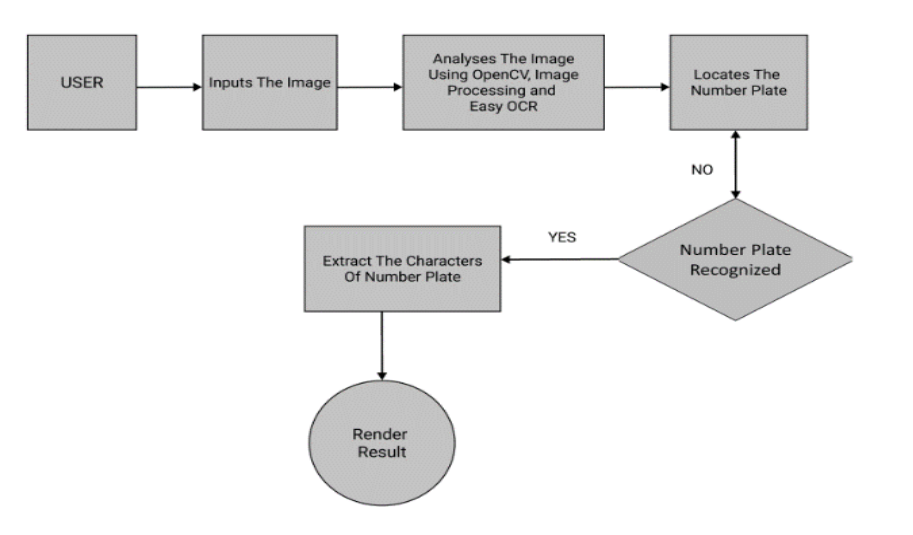 USER
Inputs The Image
Analyses The Image
Using OpenCV, Image
Processing and
Easy OCR
Locates The
Number Plate
NO
Number Plate
Recognized
YES
Extract The Characters
Of Number Plate
Render
Result